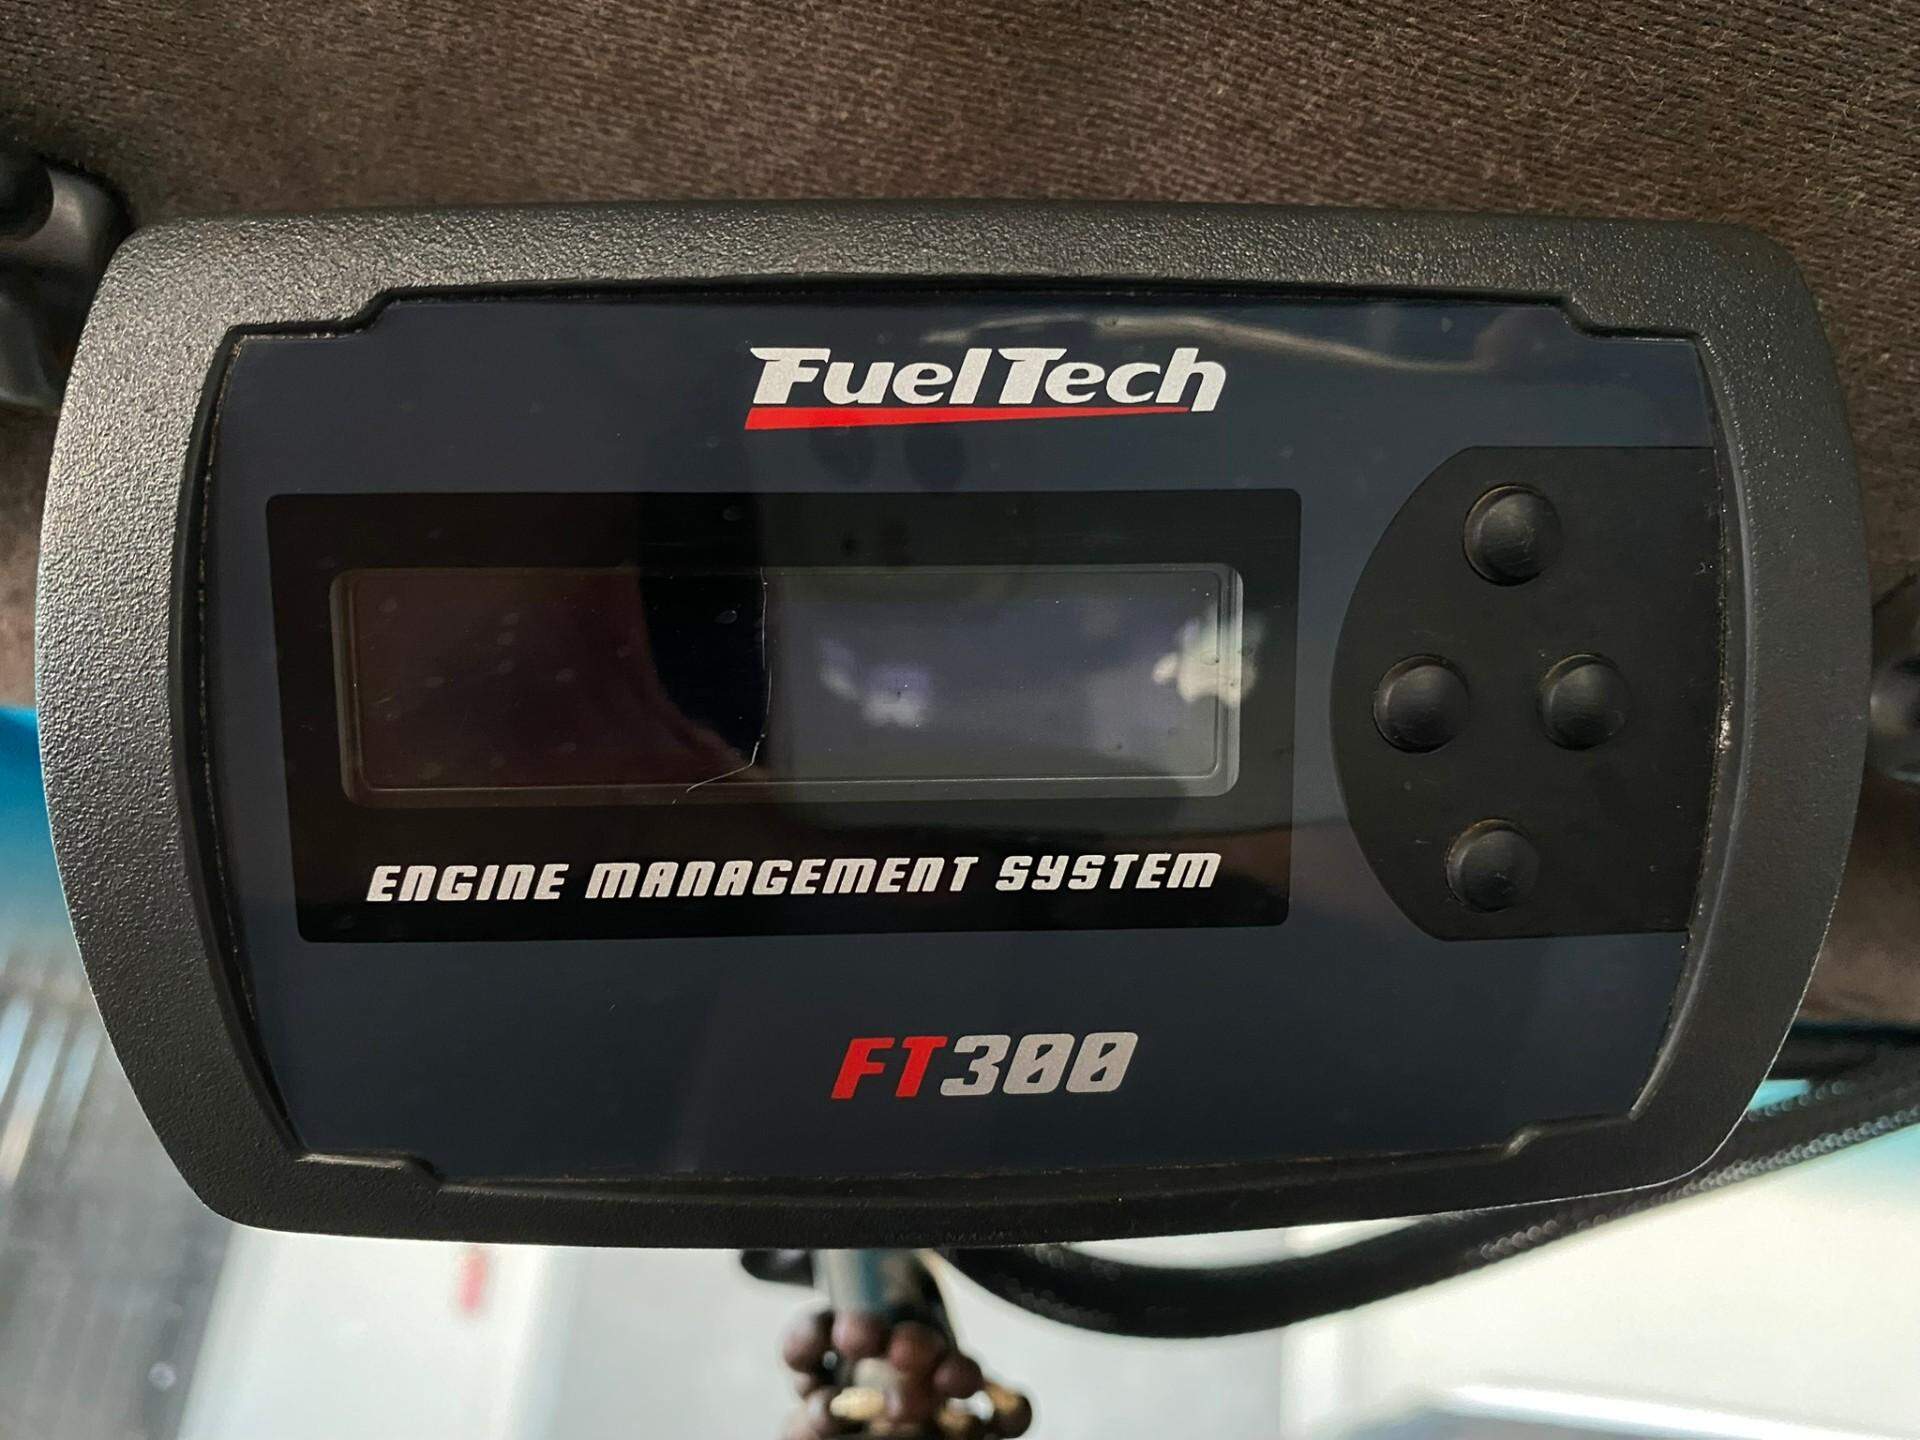 FuelTech
ENGINE MANAGEMENT SYSTEM
FT300